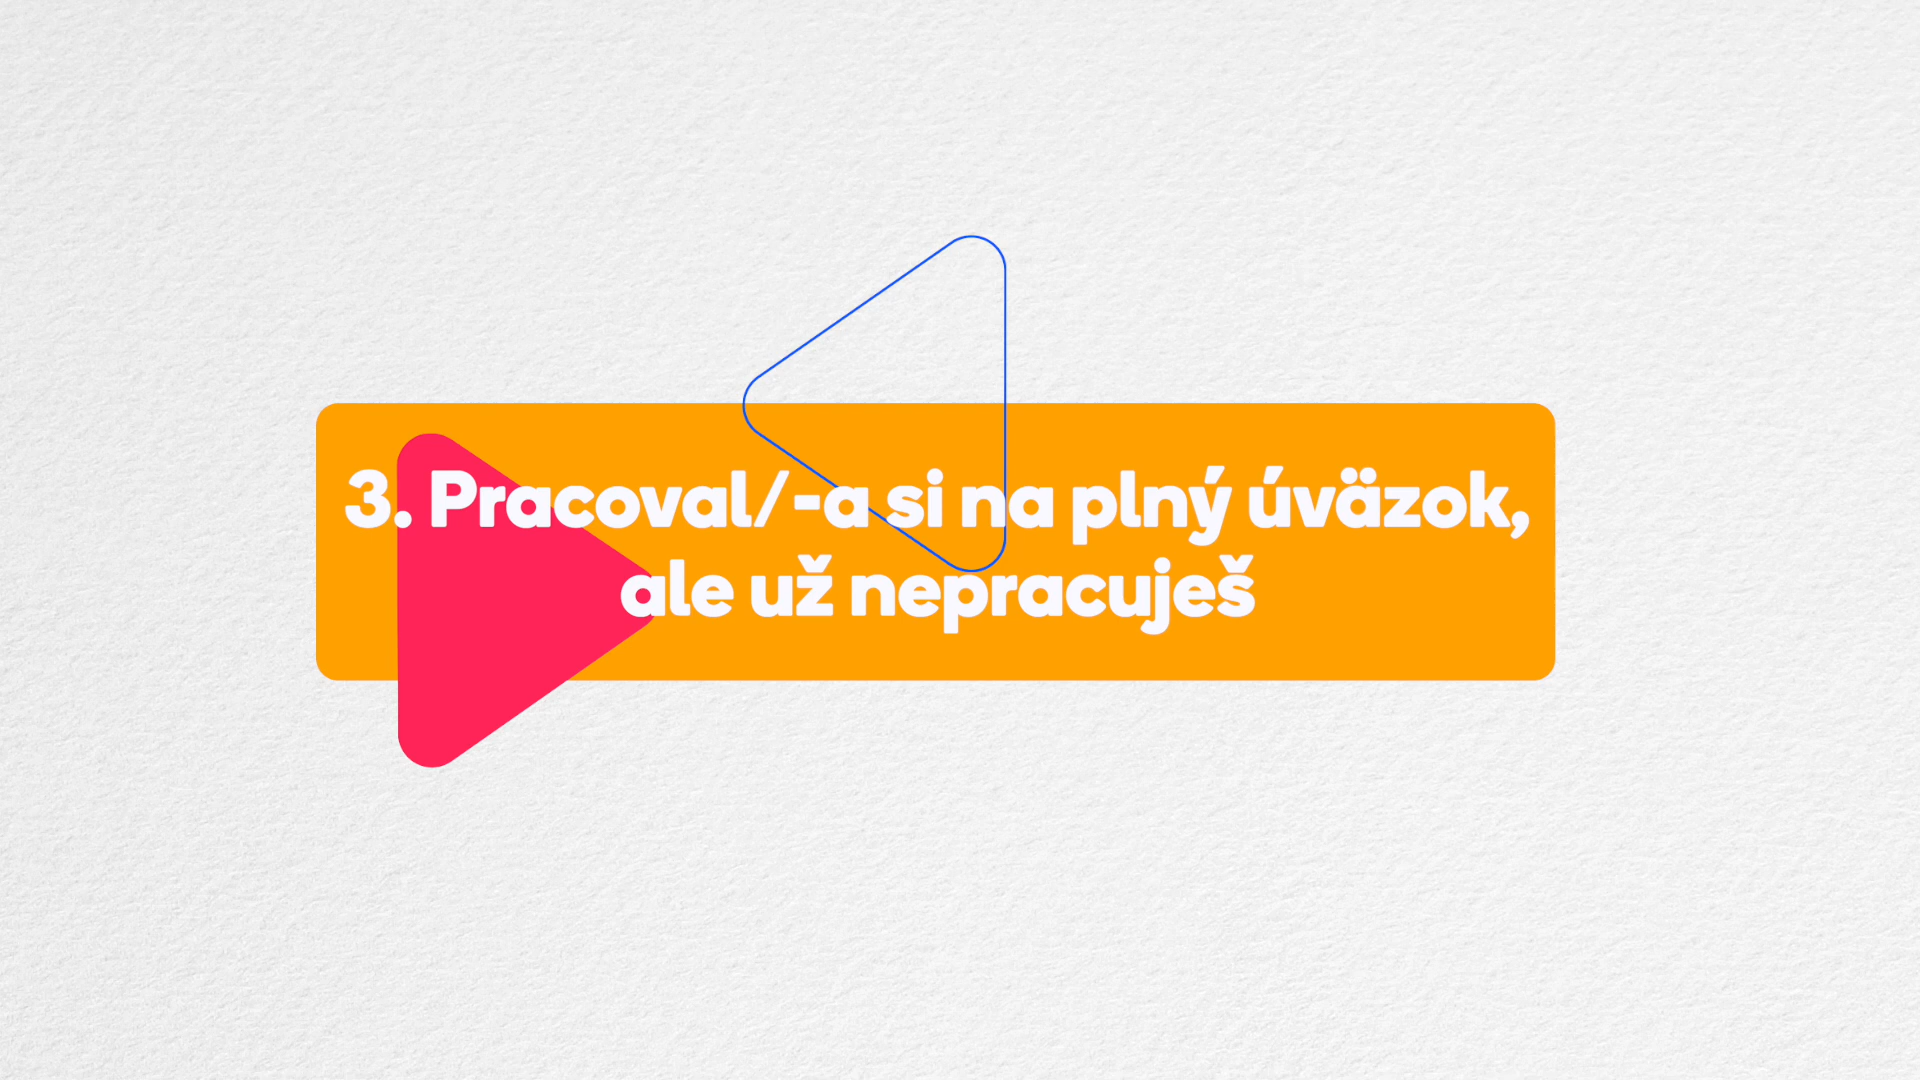 3. Pracoval/-a si na plný úväzok,
ale už nepracuješ